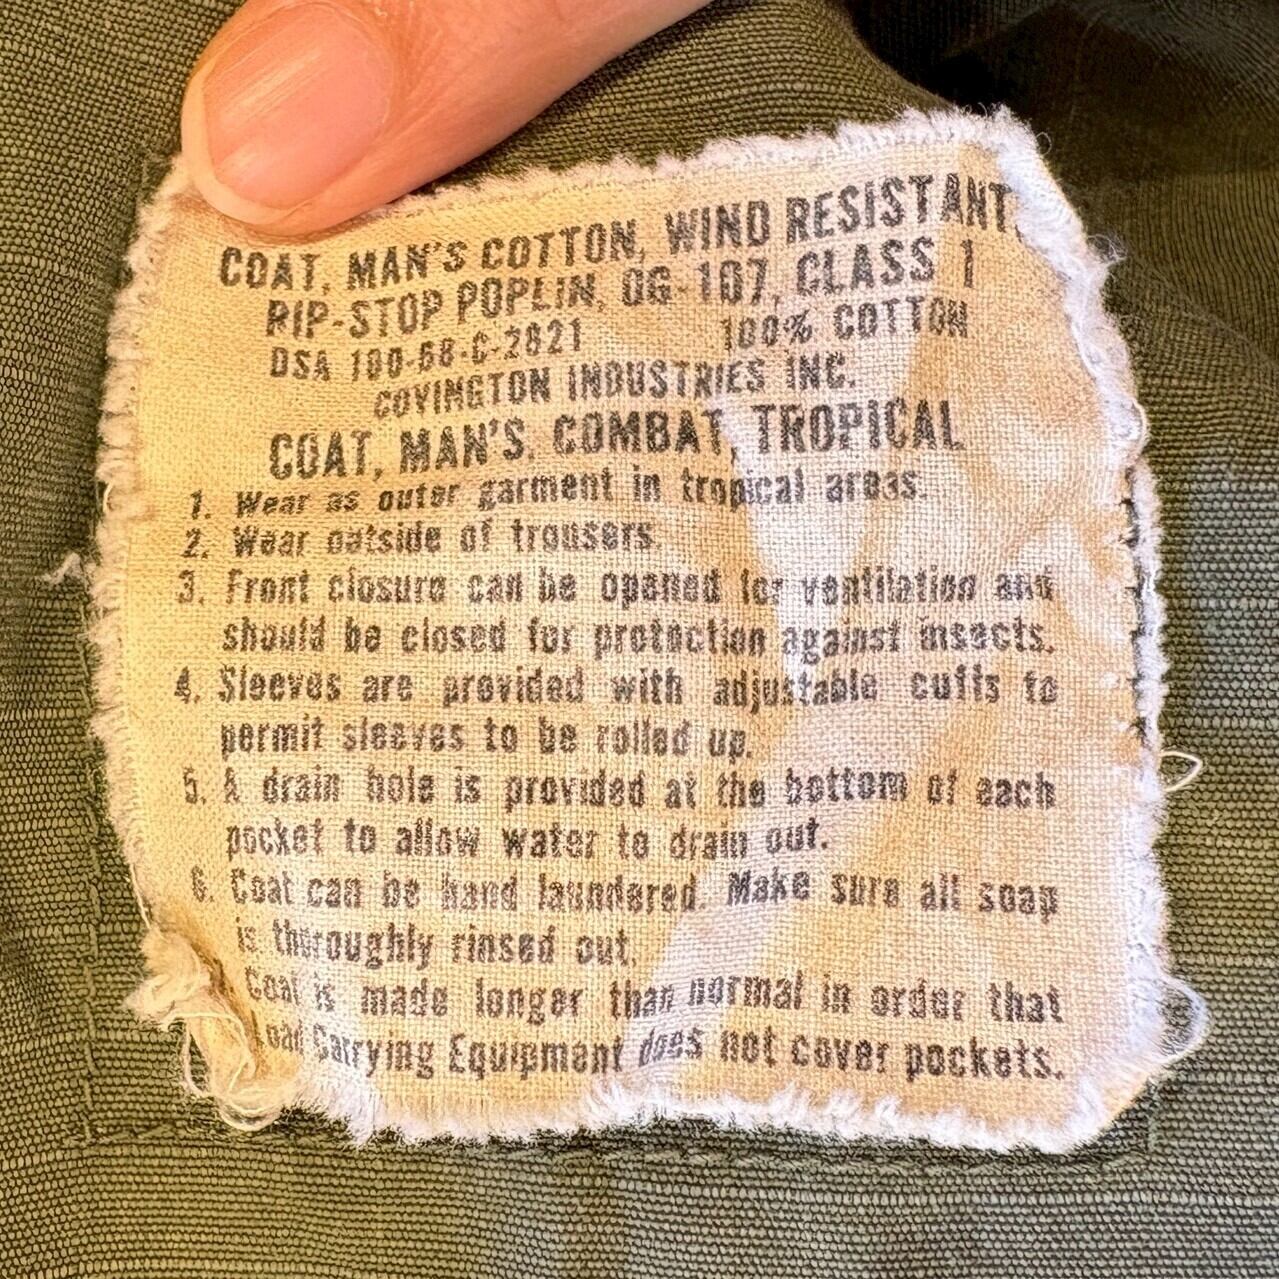 COAT, MAN'S COTTON, WIND RESISTANT,
RIP-STOP POPLIN, OG-107, CLASS 1
DSA 100-68-C-2821 100% COTTON
COVINGTON INDUSTRIES INC.
COAT, MAN'S, COMBAT, TROPICAL
1. Wear as outer garment in tropical areas.
2. Wear outside of trousers.
3. Front closure can be opened for ventilation and
should be closed for protection against insects.
4. Sleeves are provided with adjustable cuffs to
permit sleeves to be rolled up.
5. A drain hole is provided at the bottom of each
pocket to allow water to drain out.
6. Coat can be hand laundered. Make sure all soap
is thoroughly rinsed out.
Coat is made longer than normal in order that
oad Carrying Equipment does not cover pockets.